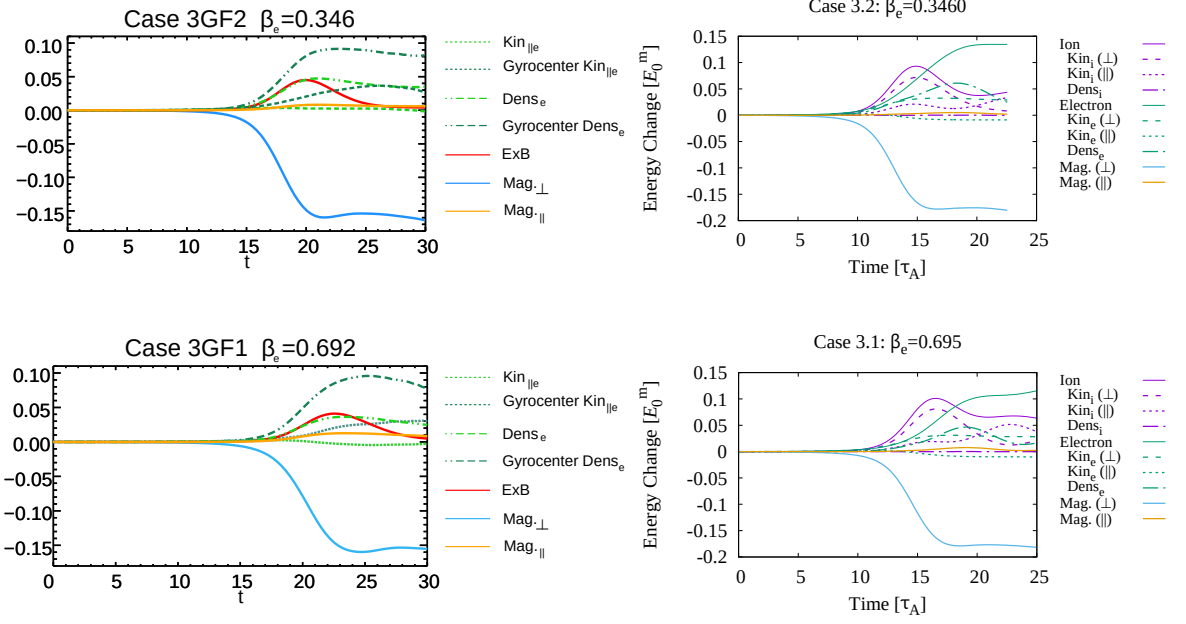 Case 3GF2 βe=0.346
0.10
0.05
0.00
−0.05
−0.10
−0.15
0 5 10 15 20 25 30
t
Kin||e
Gyrocenter Kin||e
Dense
Gyrocenter Dense
ExB
Mag.⊥
Mag.||
Case 3.2: βe=0.3460
Energy Change [E0^m]
0.15
0.1
0.05
0
-0.05
-0.1
-0.15
-0.2
0 5 10 15 20 25
Time [τA]
Ion
Kini (⊥)
Kini (||)
Densi
Electron
Kine (⊥)
Kine (||)
Dense
Mag. (⊥)
Mag. (||)
Case 3GF1 βe=0.692
0.10
0.05
0.00
−0.05
−0.10
−0.15
0 5 10 15 20 25 30
t
Kin||e
Gyrocenter Kin||e
Dense
Gyrocenter Dense
ExB
Mag.⊥
Mag.||
Case 3.1: βe=0.695
Energy Change [E0^m]
0.15
0.1
0.05
0
-0.05
-0.1
-0.15
-0.2
0 5 10 15 20 25
Time [τA]
Ion
Kini (⊥)
Kini (||)
Densi
Electron
Kine (⊥)
Kine (||)
Dense
Mag. (⊥)
Mag. (||)